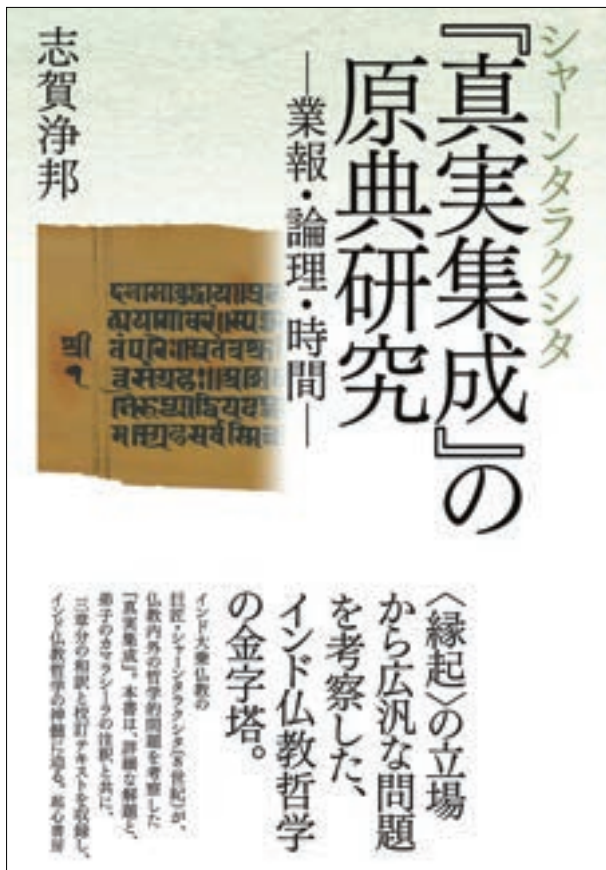 シャーンタラクシタ
『真実集成』の
原典研究
―業報・論理・時間―
志賀浄邦
श्री
१
〈縁起〉の立場
から広汎な問題
を考察した、
インド仏教哲学
の金字塔。
インド大乗仏教の
巨匠・シャーンタラクシタ(8世紀)が、
仏教内外の哲学的問題を考察した
『真実集成』。本書は、詳細な解題と、
弟子のカマラシーラの注釈と共に、
三章分の和訳と校訂テキストを収録し、
インド仏教哲学の神髄に迫る。起心書房